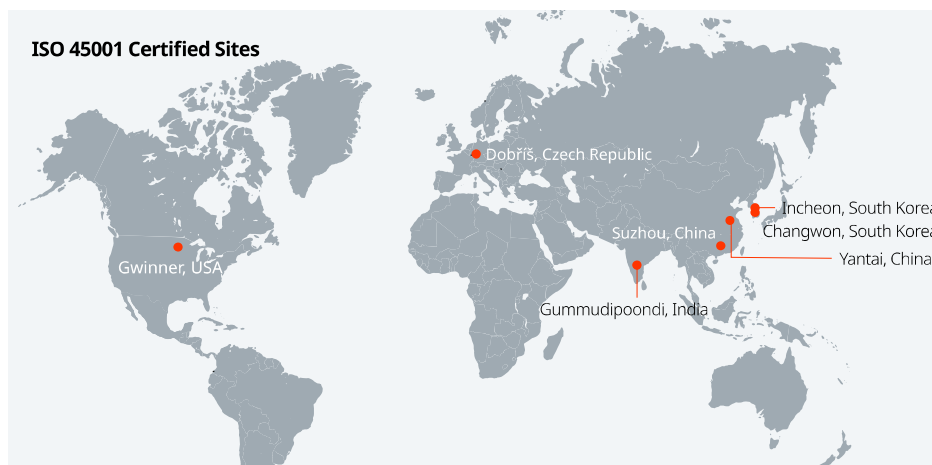 ISO 45001 Certified Sites
Dobříš, Czech Republic
Incheon, South Korea
Suzhou, China
Changwon, South Korea
Yantai, China
Gwinner, USA
Gummudipoondi, India